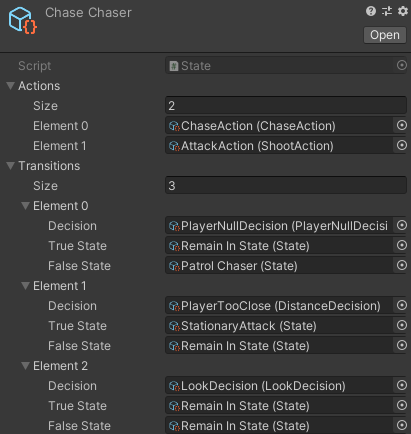 Chase Chaser
Open
Script State
Actions
Size 2
Element 0 ChaseAction (ChaseAction)
Element 1 AttackAction (ShootAction)
Transitions
Size 3
Element 0
Decision PlayerNullDecision (PlayerNullDecisi
True State Remain In State (State)
False State Patrol Chaser (State)
Element 1
Decision PlayerTooClose (DistanceDecision)
True State StationaryAttack (State)
False State Remain In State (State)
Element 2
Decision LookDecision (LookDecision)
True State Remain In State (State)
False State Remain In State (State)